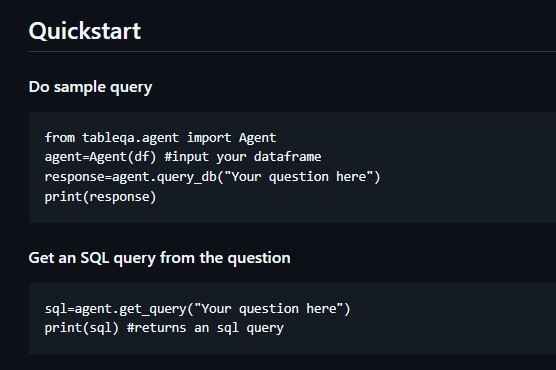 Quickstart
Do sample query
from tableqa.agent import Agent
agent=Agent(df) #input your dataframe
response=agent.query_db("Your question here")
print(response)
Get an SQL query from the question
sql=agent.get_query("Your question here")
print(sql) #returns an sql query